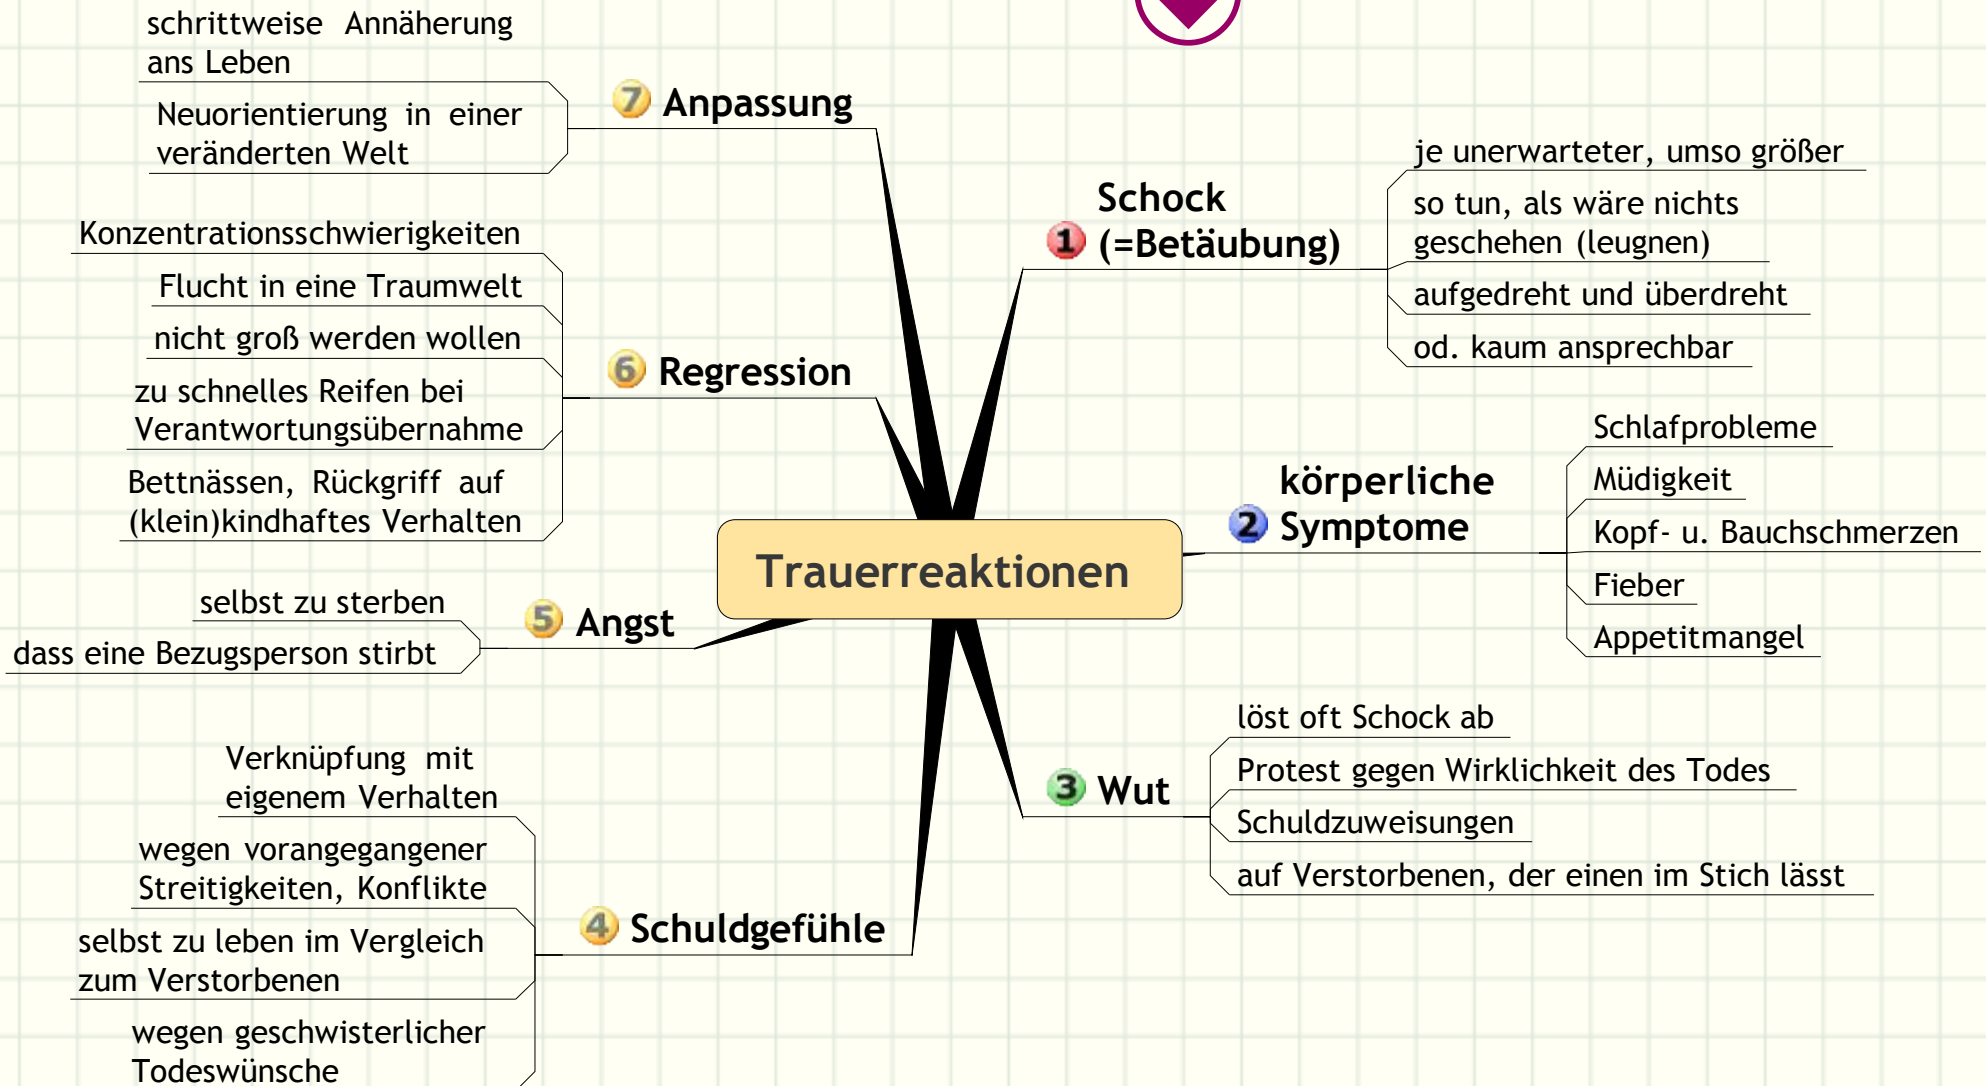 Trauerreaktionen
1
Schock
(=Betäubung)
je unerwarteter, umso größer
so tun, als wäre nichts
geschehen (leugnen)
aufgedreht und überdreht
od. kaum ansprechbar
2
körperliche
Symptome
Schlafprobleme
Müdigkeit
Kopf- u. Bauchschmerzen
Fieber
Appetitmangel
3
Wut
löst oft Schock ab
Protest gegen Wirklichkeit des Todes
Schuldzuweisungen
auf Verstorbenen, der einen im Stich lässt
4
Schuldgefühle
Verknüpfung mit
eigenem Verhalten
wegen vorangegangener
Streitigkeiten, Konflikte
selbst zu leben im Vergleich
zum Verstorbenen
wegen geschwisterlicher
Todeswünsche
5
Angst
selbst zu sterben
dass eine Bezugsperson stirbt
6
Regression
Konzentrationsschwierigkeiten
Flucht in eine Traumwelt
nicht groß werden wollen
zu schnelles Reifen bei
Verantwortungsübernahme
Bettnässen, Rückgriff auf
(klein)kindhaftes Verhalten
7
Anpassung
schrittweise Annäherung
ans Leben
Neuorientierung in einer
veränderten Welt